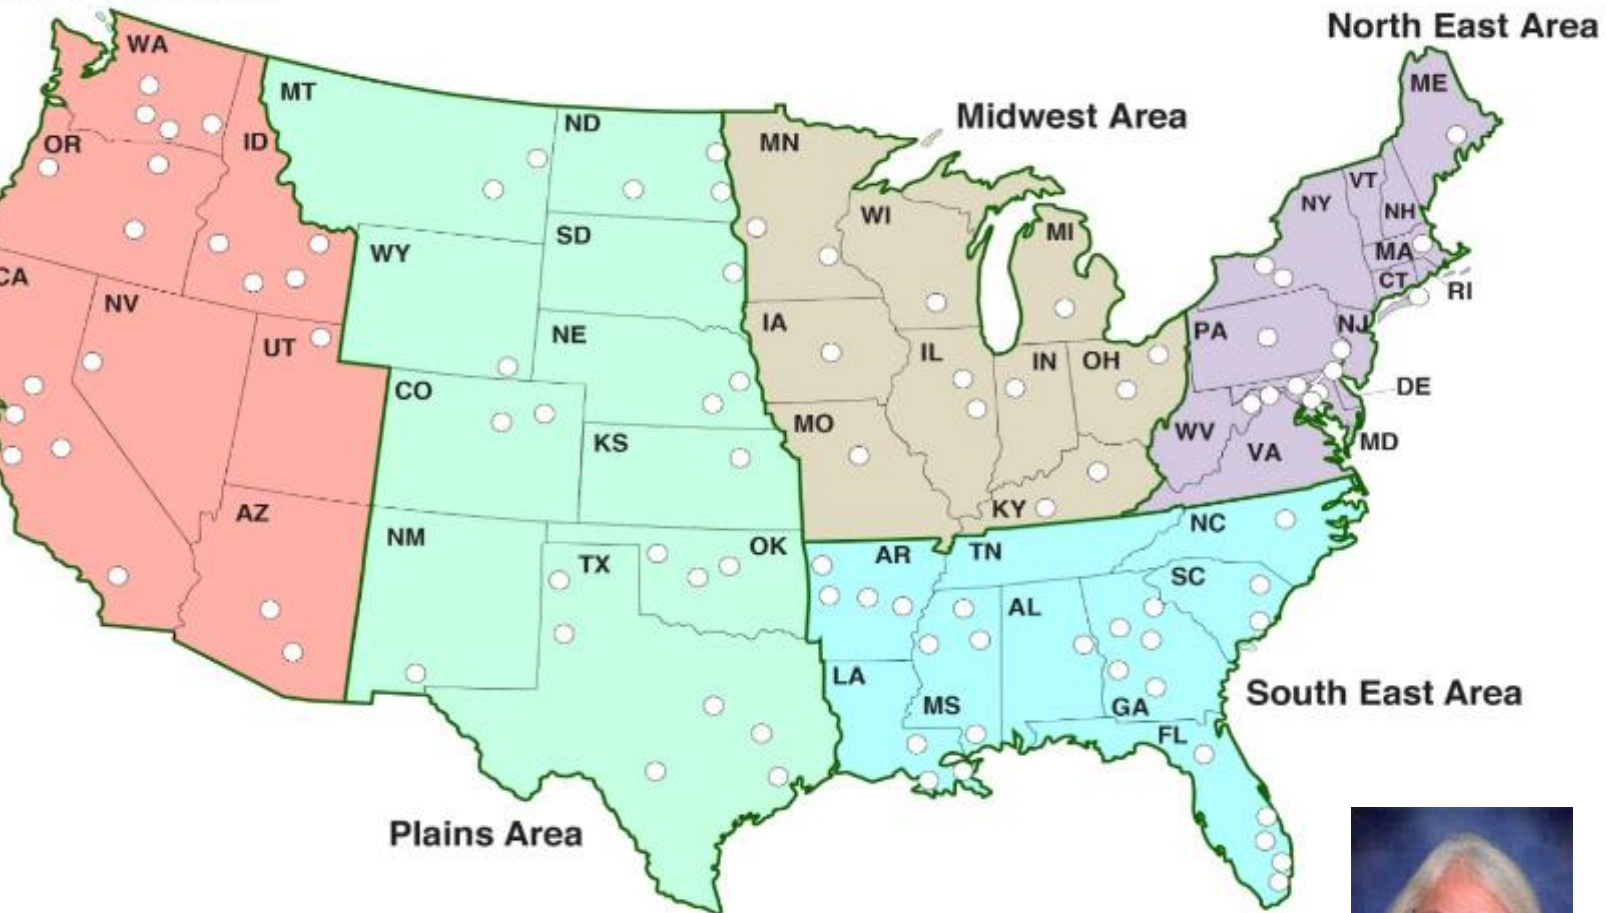 North East Area
WA
ME
MT
Midwest Area
ND
MN
OR
ID
VT
NY
NH
WI
MI
SD
MA
WY
CT
CA
RI
NV
IA
PA
NJ
NE
UT
IL
IN
OH
DE
CO
MO
WV
MD
KS
VA
KY
AZ
NC
NM
OK
AR
TN
TX
SC
AL
LA
South East Area
MS
GA
FL
Plains Area